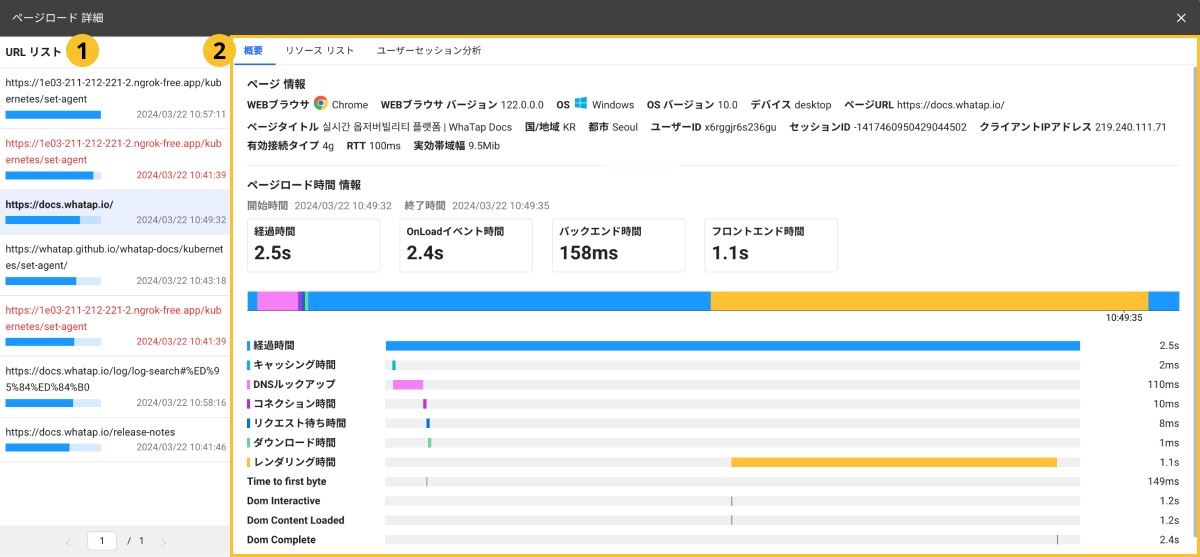 ページロード 詳細
URL リスト
1
https://1e03-211-212-221-2.ngrok-free.app/kub
ernetes/set-agent
2024/03/22 10:57:11
https://1e03-211-212-221-2.ngrok-free.app/kub
ernetes/set-agent
2024/03/22 10:41:39
https://docs.whatap.io/
2024/03/22 10:49:32
https://whatap.github.io/whatap-docs/kubernet
es/set-agent/
2024/03/22 10:43:18
https://1e03-211-212-221-2.ngrok-free.app/kub
ernetes/set-agent
2024/03/22 10:41:39
https://docs.whatap.io/log/log-search#%ED%9
5%84%ED%84%B0
2024/03/22 10:58:16
https://docs.whatap.io/release-notes
2024/03/22 10:41:46
1 / 1
2
概要 リソース リスト ユーザーセッション分析
ページ 情報
WEBブラウザ Chrome WEBブラウザ バージョン 122.0.0.0 OS Windows OS バージョン 10.0 デバイス desktop ページURL https://docs.whatap.io/
ページタイトル 실시간 옵저버빌리티 플랫폼 | WhaTap Docs 国/地域 KR 都市 Seoul ユーザーID x6rggjr6s236gu セッションID -1417460950429044502 クライアントIPアドレス 219.240.111.71
有効接続タイプ 4g RTT 100ms 実効帯域幅 9.5Mib
ページロード時間 情報
開始時間 2024/03/22 10:49:32 終了時間 2024/03/22 10:49:35
経過時間 OnLoadイベント時間 バックエンド時間 フロントエンド時間
2.5s 2.4s 158ms 1.1s
10:49:35
経過時間 2.5s
キャッシング時間 2ms
DNSルックアップ 110ms
コネクション時間 10ms
リクエスト待ち時間 8ms
ダウンロード時間 1ms
レンダリング時間 1.1s
Time to first byte 149ms
Dom Interactive 1.2s
Dom Content Loaded 1.2s
Dom Complete 2.4s